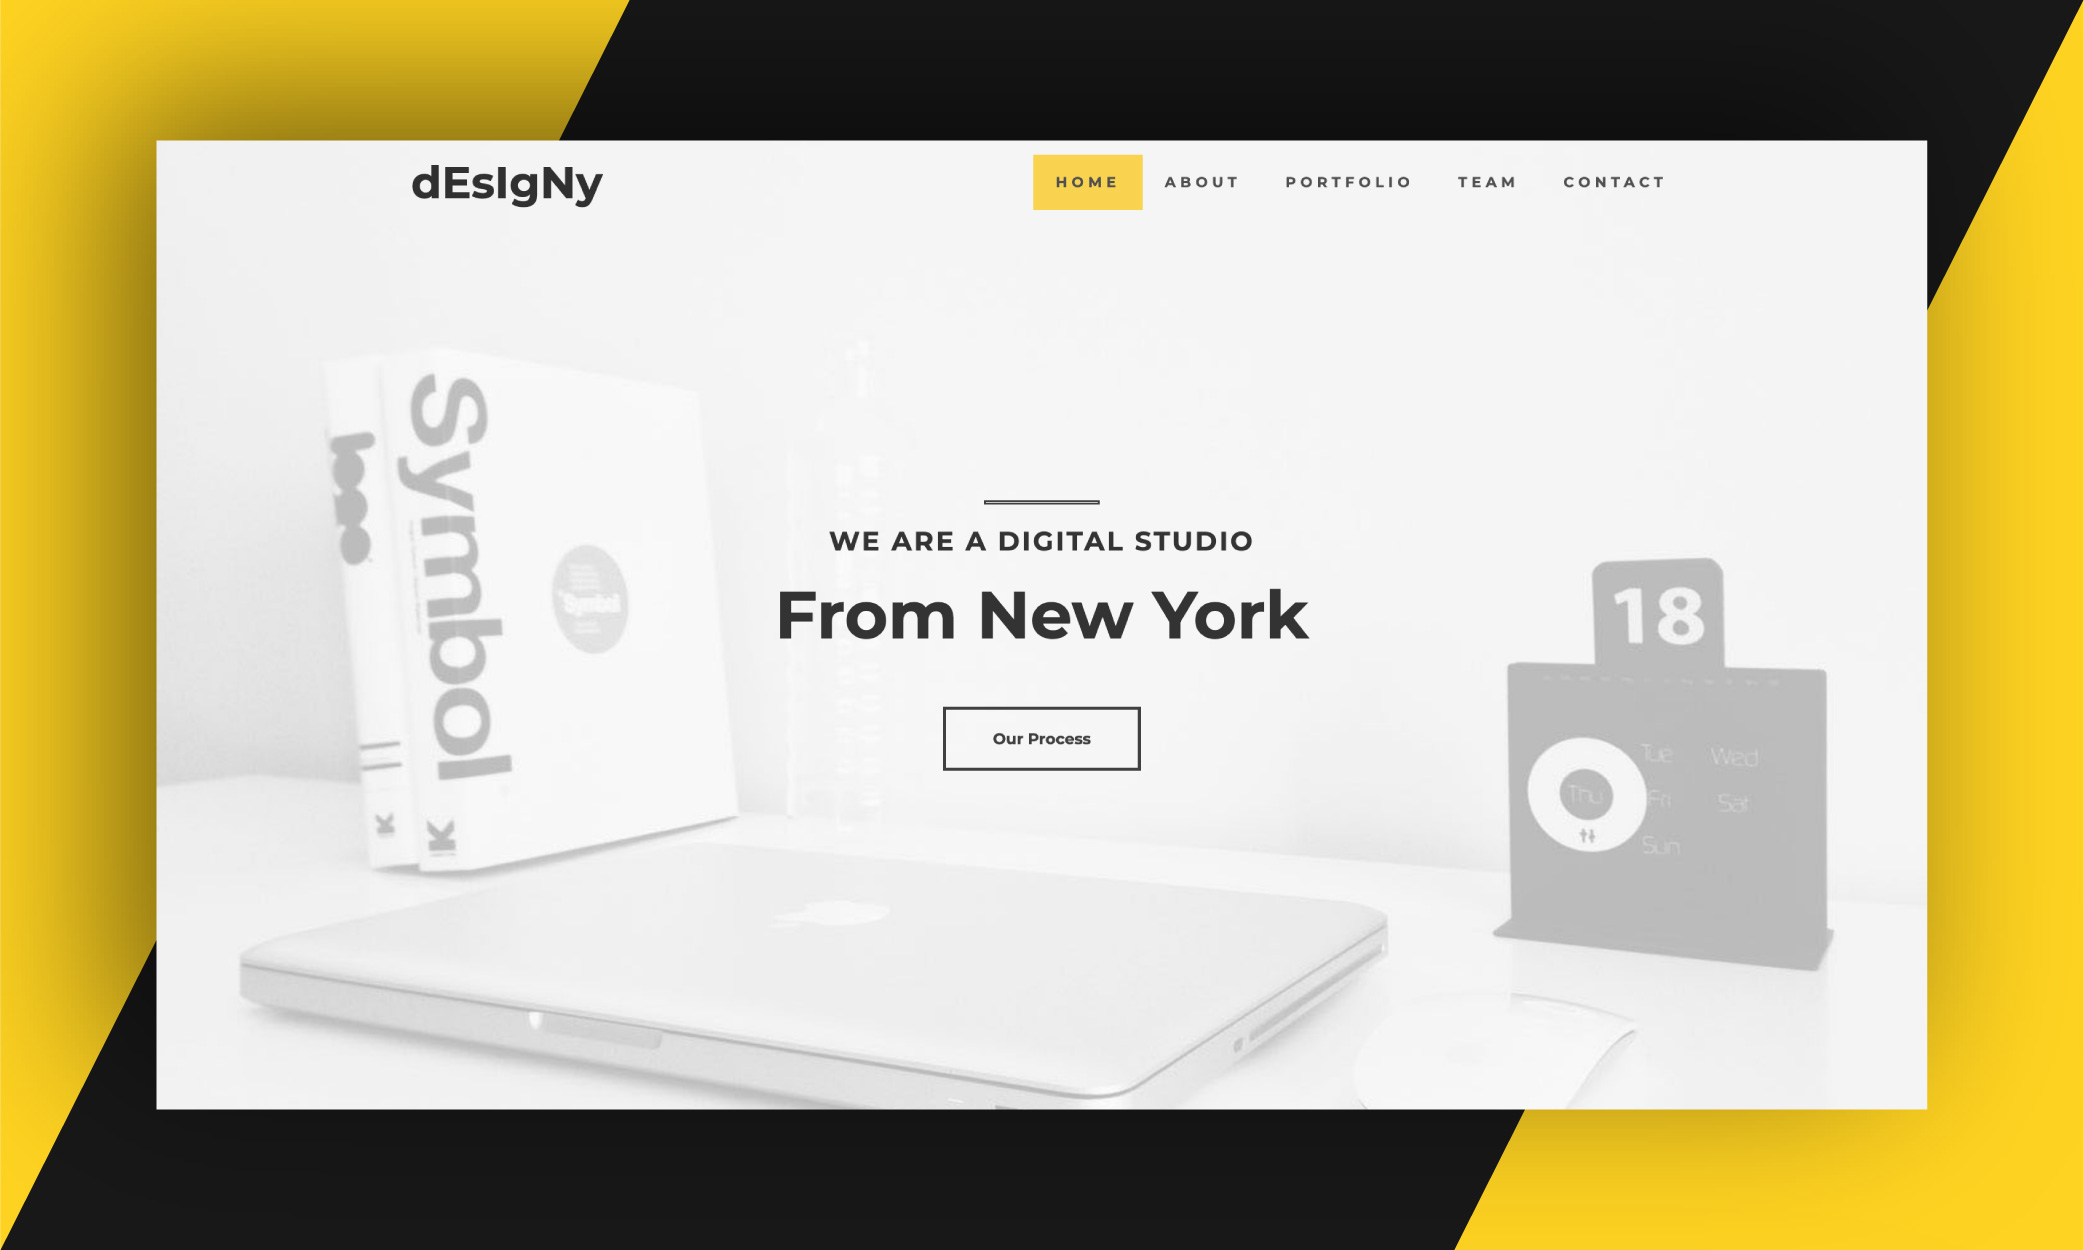 dEsIgNy
HOME ABOUT PORTFOLIO TEAM CONTACT
Symbol
Symbol
WE ARE A DIGITAL STUDIO
From New York
Our Process
18
Tue Wed
Thu Fri Sat
Sun
K
K